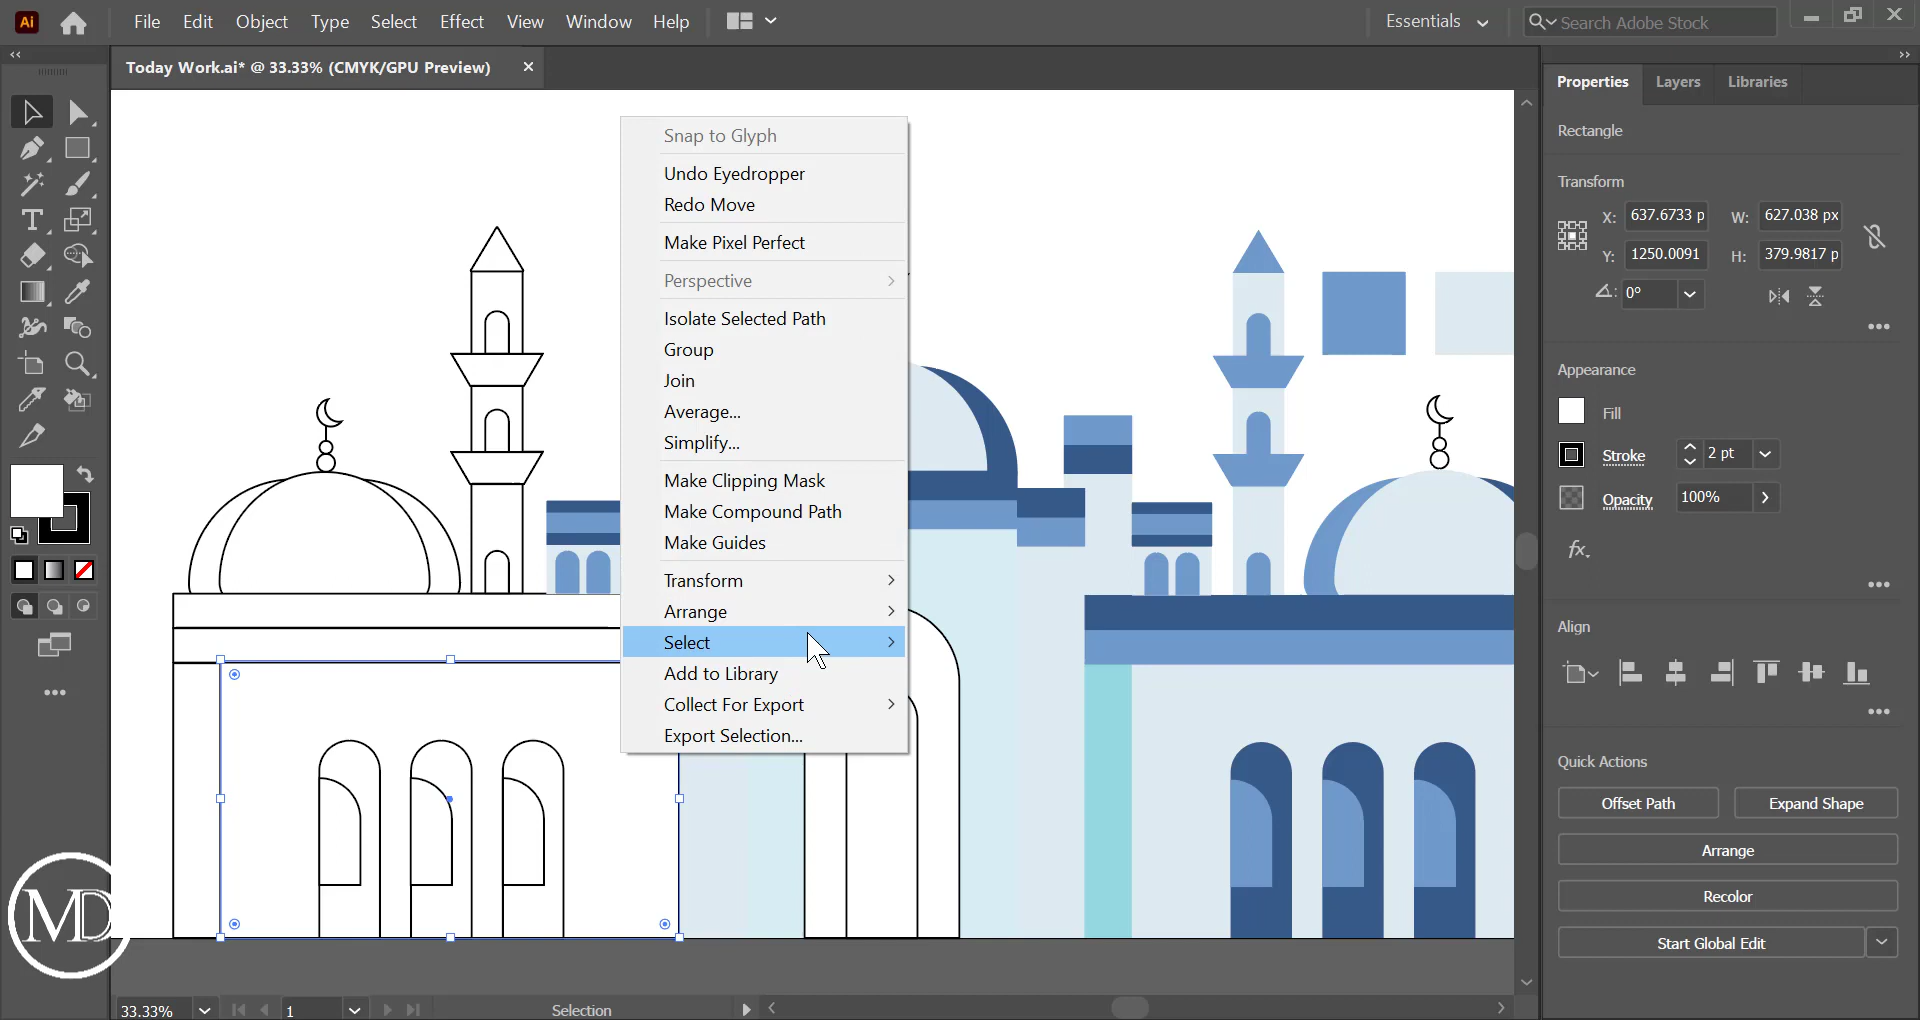 Ai File Edit Object Type Select Effect View Window Help Essentials Search Adobe Stock
Today Work.ai* @ 33.33% (CMYK/GPU Preview)
Snap to Glyph
Undo Eyedropper
Redo Move
Make Pixel Perfect
Perspective
Isolate Selected Path
Group
Join
Average...
Simplify...
Make Clipping Mask
Make Compound Path
Make Guides
Transform
Arrange
Select
Add to Library
Collect For Export
Export Selection...
Properties Layers Libraries
Rectangle
Transform
X: 637.6733 p W: 627.038 px
Y: 1250.0091 H: 379.9817 p
0°
Appearance
Fill
Stroke 2 pt
Opacity 100%
fx.
Align
Quick Actions
Offset Path Expand Shape
Arrange
Recolor
Start Global Edit
MD
33.33% 1 Selection